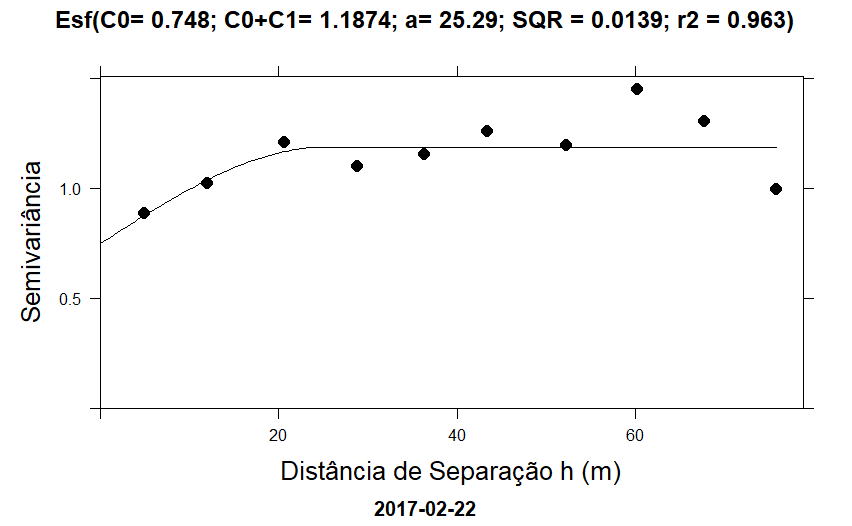 Esf(C0= 0.748; C0+C1= 1.1874; a= 25.29; SQR = 0.0139; r2 = 0.963)
Semivariância
1.0
0.5
20 40 60
Distância de Separação h (m)
2017-02-22